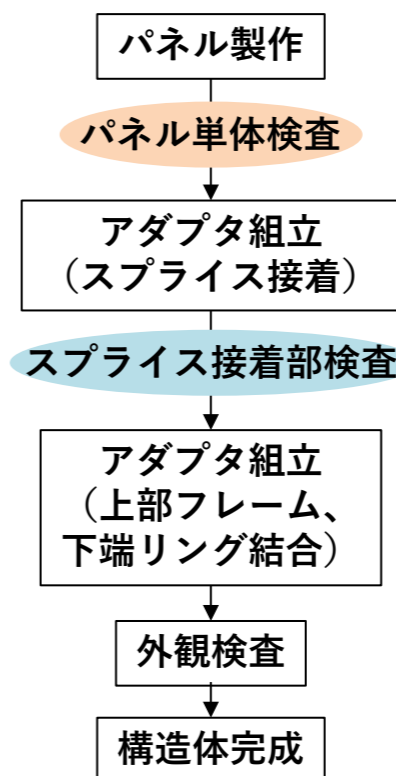 パネル製作
パネル単体検査
アダプタ組立
（スプライス接着）
スプライス接着部検査
アダプタ組立
（上部フレーム、
下端リング結合）
外観検査
構造体完成